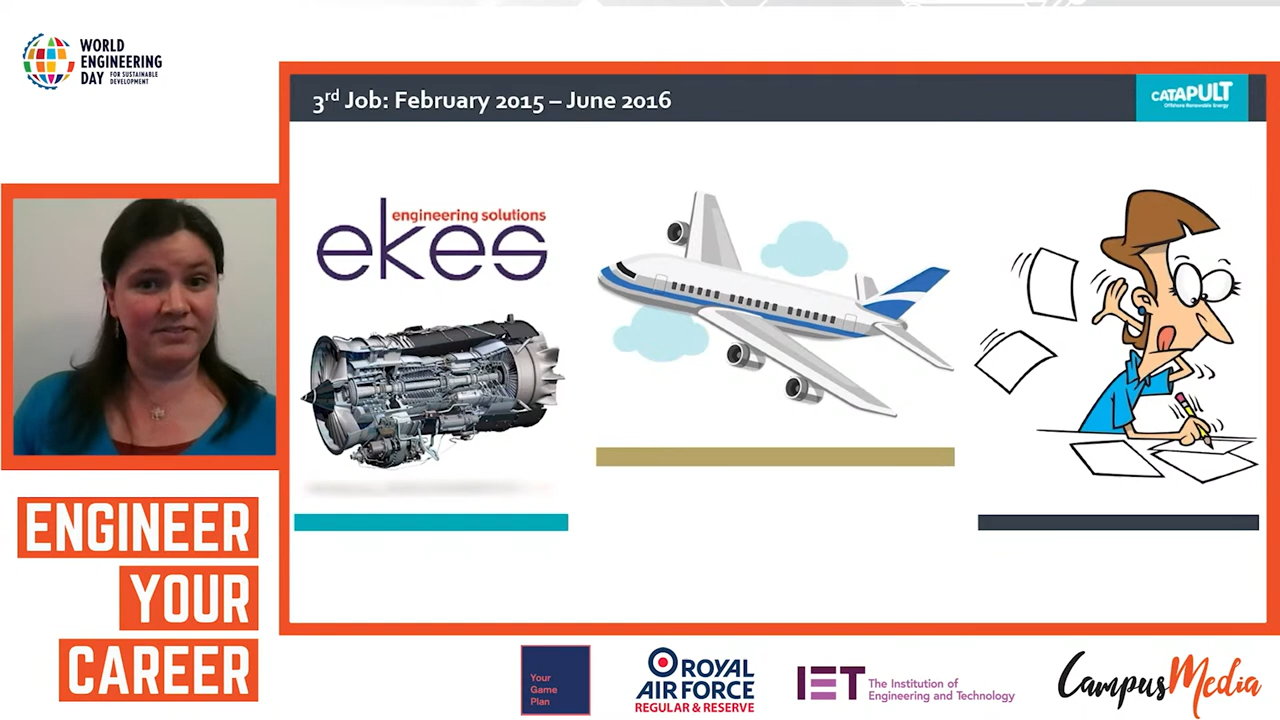 WORLD
ENGINEERING
DAY
FOR SUSTAINABLE
DEVELOPMENT
3rd Job: February 2015 – June 2016
CATAPULT
Offshore Renewable Energy
engineering solutions
ekes
ENGINEER
YOUR
CAREER
Your
Game
Plan
ROYAL
AIR FORCE
REGULAR & RESERVE
IET
The Institution of
Engineering and Technology
CampusMedia